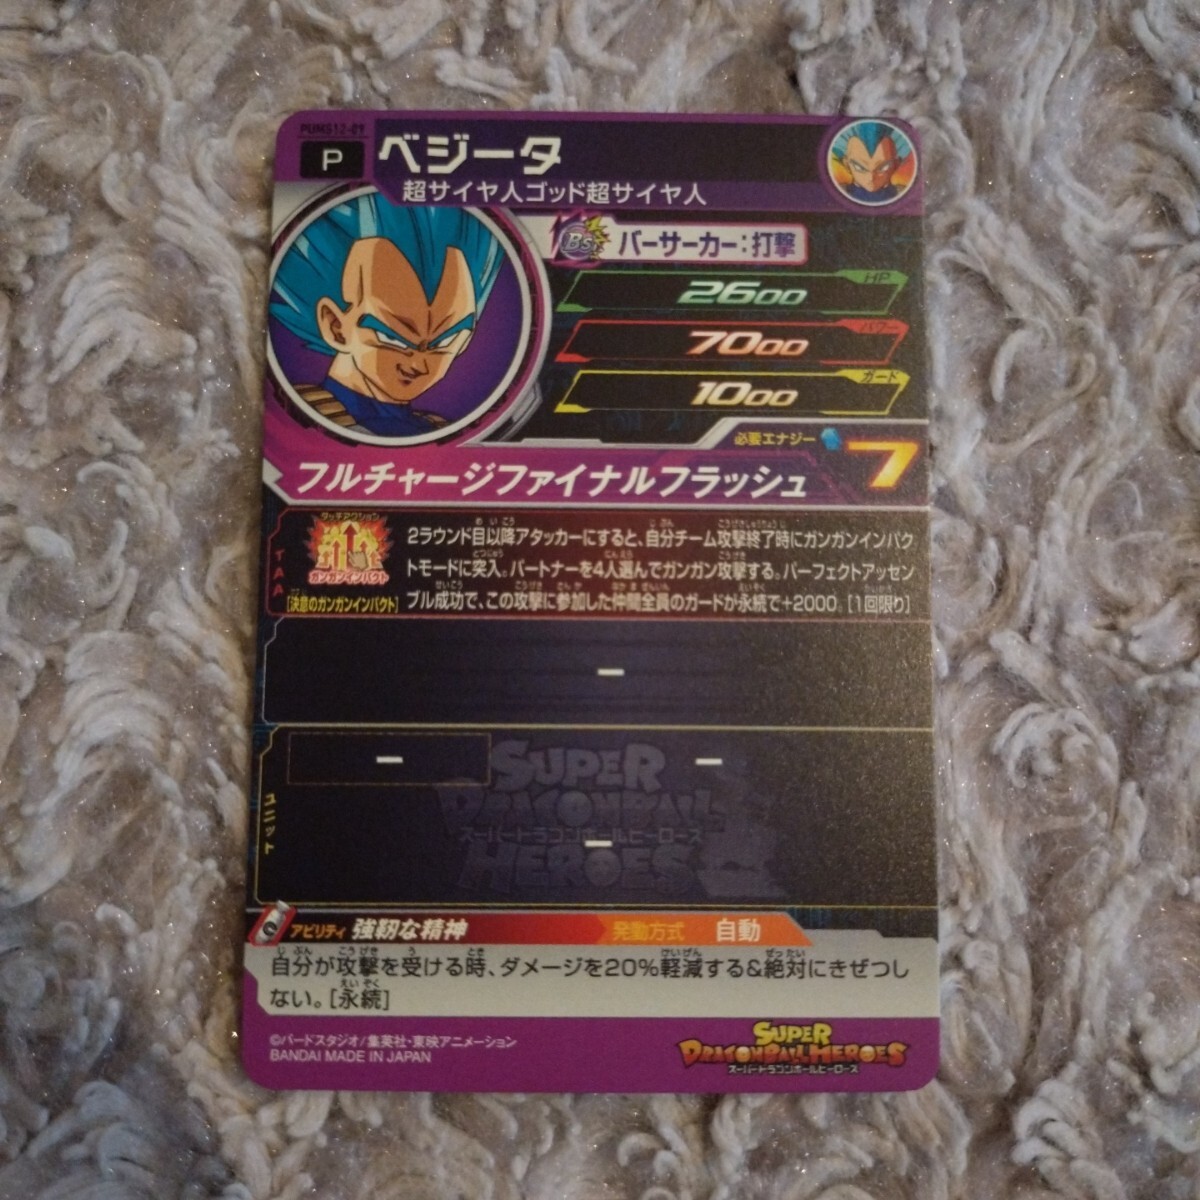 PUMS12-09
P
ベジータ
超サイヤ人ゴッド超サイヤ人
Bs
バーサーカー:打撃
HP
2600
パワー
7000
ガード
1000
必要エナジー
7
フルチャージファイナルフラッシュ
タッチアクション
ガンガンインパクト
[決意のガンガンインパクト]
TAA
2ラウンド目以降アタッカーにすると、自分チーム攻撃終了時にガンガンインパク
トモードに突入。パートナーを4人選んでガンガン攻撃する。パーフェクトアッセン
ブル成功で、この攻撃に参加した仲間全員のガードが永続で+2000。[1回限り]
ー
ユニット
ー
ー
ー
SUPER
DRAGONBALL
スーパードラゴンボールヒーローズ
HEROES
アビリティ 強靭な精神
発動方式 自動
自分が攻撃を受ける時、ダメージを20%軽減する&絶対にきぜつし
ない。[永続]
©バードスタジオ/集英社・東映アニメーション
BANDAI MADE IN JAPAN
SUPER
DRAGONBALL HEROES
スーパードラゴンボールヒーローズ